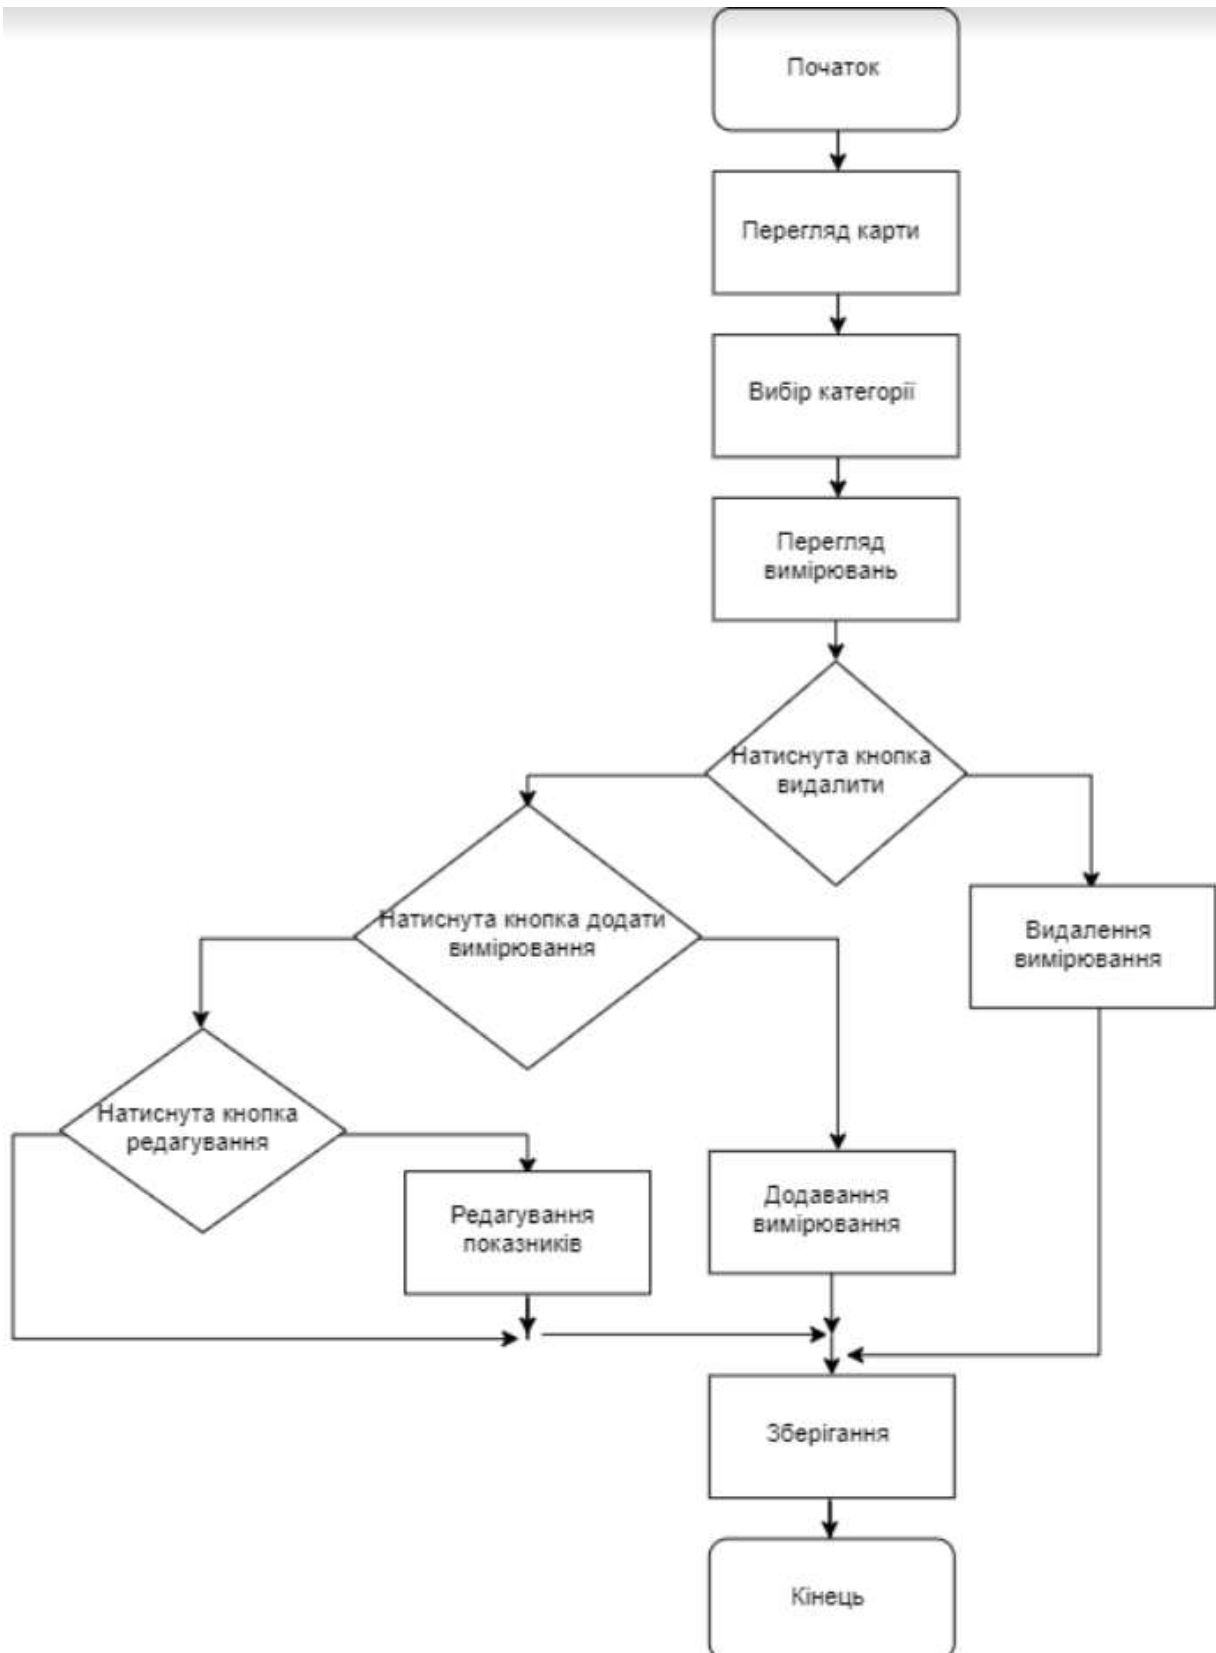 Початок
Перегляд карти
Вибір категорії
Перегляд
вимірювань
Натиснута кнопка
видалити
Натиснута кнопка додати
вимірювання
Видалення
вимірювання
Натиснута кнопка
редагування
Редагування
показників
Додавання
вимірювання
Зберігання
Кінець